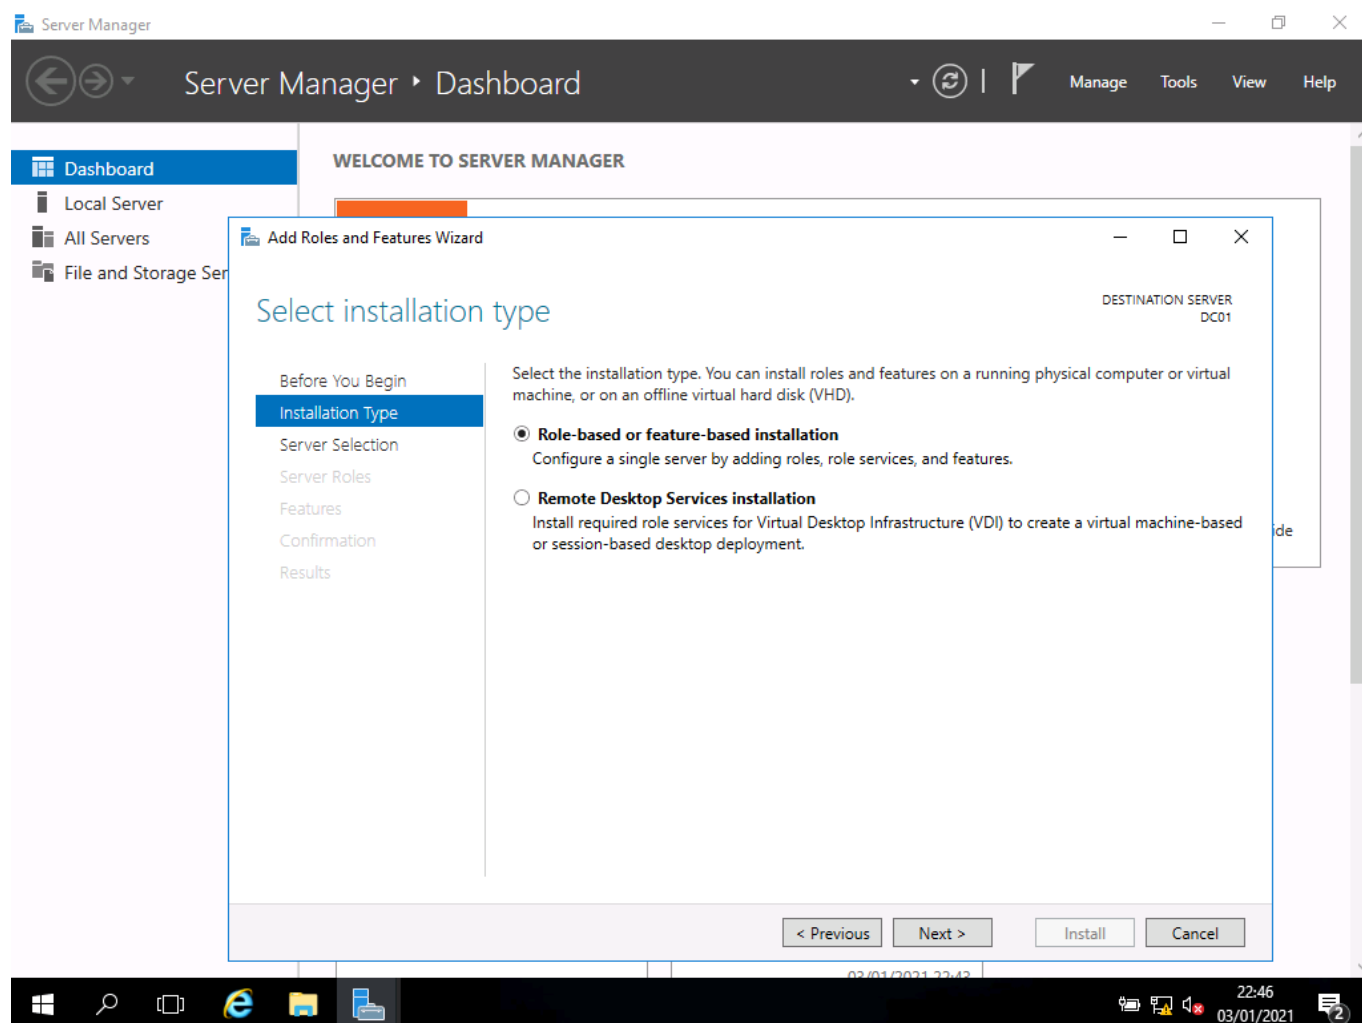 Server Manager
Server Manager ‣ Dashboard
Manage Tools View Help
Dashboard
Local Server
All Servers
File and Storage Ser
WELCOME TO SERVER MANAGER
Add Roles and Features Wizard
Select installation type
DESTINATION SERVER
DC01
Before You Begin
Installation Type
Server Selection
Server Roles
Features
Confirmation
Results
Select the installation type. You can install roles and features on a running physical computer or virtual
machine, or on an offline virtual hard disk (VHD).
Role-based or feature-based installation
Configure a single server by adding roles, role services, and features.
Remote Desktop Services installation
Install required role services for Virtual Desktop Infrastructure (VDI) to create a virtual machine-based
or session-based desktop deployment.
ide
< Previous Next > Install Cancel
03/01/2021 22:43
22:46
03/01/2021
2